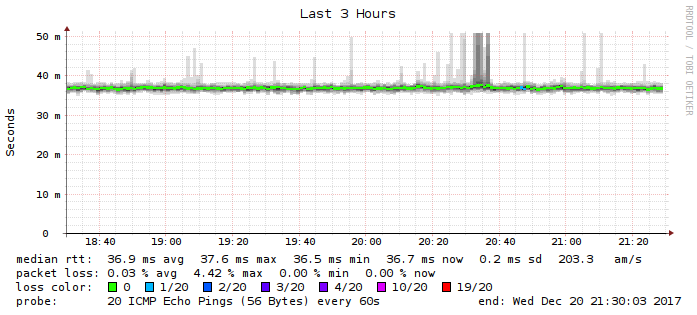 Last 3 Hours
RRDTOOL / TOBI OETIKER
Seconds
50 m
40 m
30 m
20 m
10 m
0
18:40 19:00 19:20 19:40 20:00 20:20 20:40 21:00 21:20
median rtt: 36.9 ms avg 37.6 ms max 36.5 ms min 36.7 ms now 0.2 ms sd 203.3 am/s
packet loss: 0.03 % avg 4.42 % max 0.00 % min 0.00 % now
loss color: 0 1/20 2/20 3/20 4/20 10/20 19/20
probe: 20 ICMP Echo Pings (56 Bytes) every 60s end: Wed Dec 20 21:30:03 2017